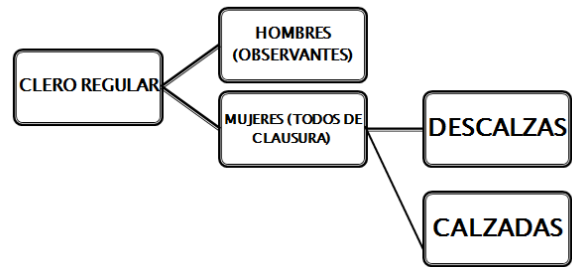 CLERO REGULAR
HOMBRES
(OBSERVANTES)
MUJERES (TODOS DE
CLAUSURA)
DESCALZAS
CALZADAS